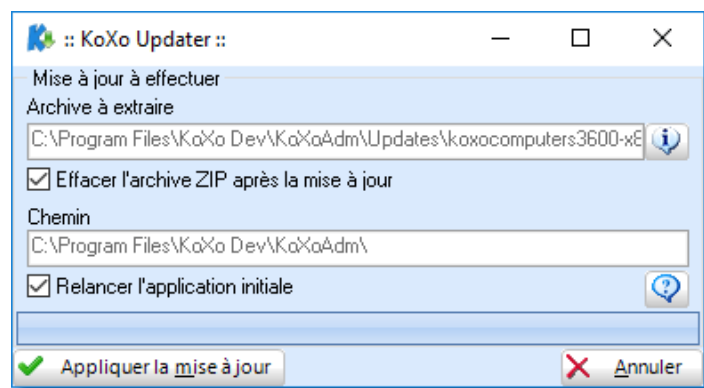 :: KoXo Updater ::
Mise à jour à effectuer
Archive à extraire
C:\Program Files\KoXo Dev\KoXoAdm\Updates\koxocomputers3600-x8
Effacer l'archive ZIP après la mise à jour
Chemin
C:\Program Files\KoXo Dev\KoXoAdm\
Relancer l'application initiale
Appliquer la mise à jour
Annuler